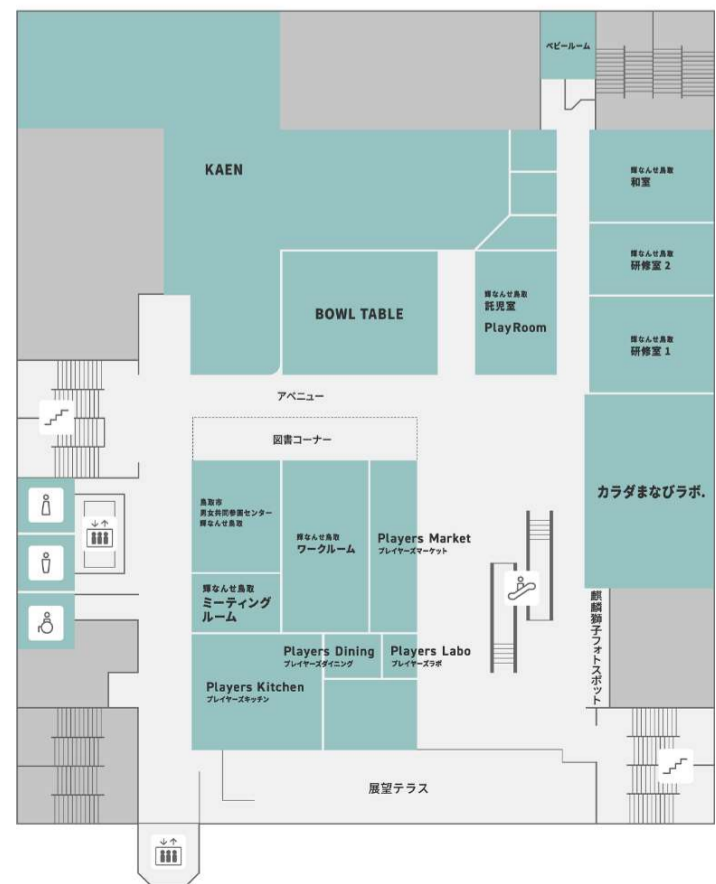 ベビールーム
KAEN
輝なんせ鳥取
和室
輝なんせ鳥取
研修室 2
BOWL TABLE
輝なんせ鳥取
託児室
PlayRoom
輝なんせ鳥取
研修室 1
アベニュー
図書コーナー
カラダまなびラボ.
鳥取市
男女共同参画センター
輝なんせ鳥取
輝なんせ鳥取
ワークルーム
Players Market
プレイヤーズマーケット
輝なんせ鳥取
ミーティング
ルーム
麒麟獅子フォトスポット
Players Dining
プレイヤーズダイニング
Players Labo
プレイヤーズラボ
Players Kitchen
プレイヤーズキッチン
展望テラス